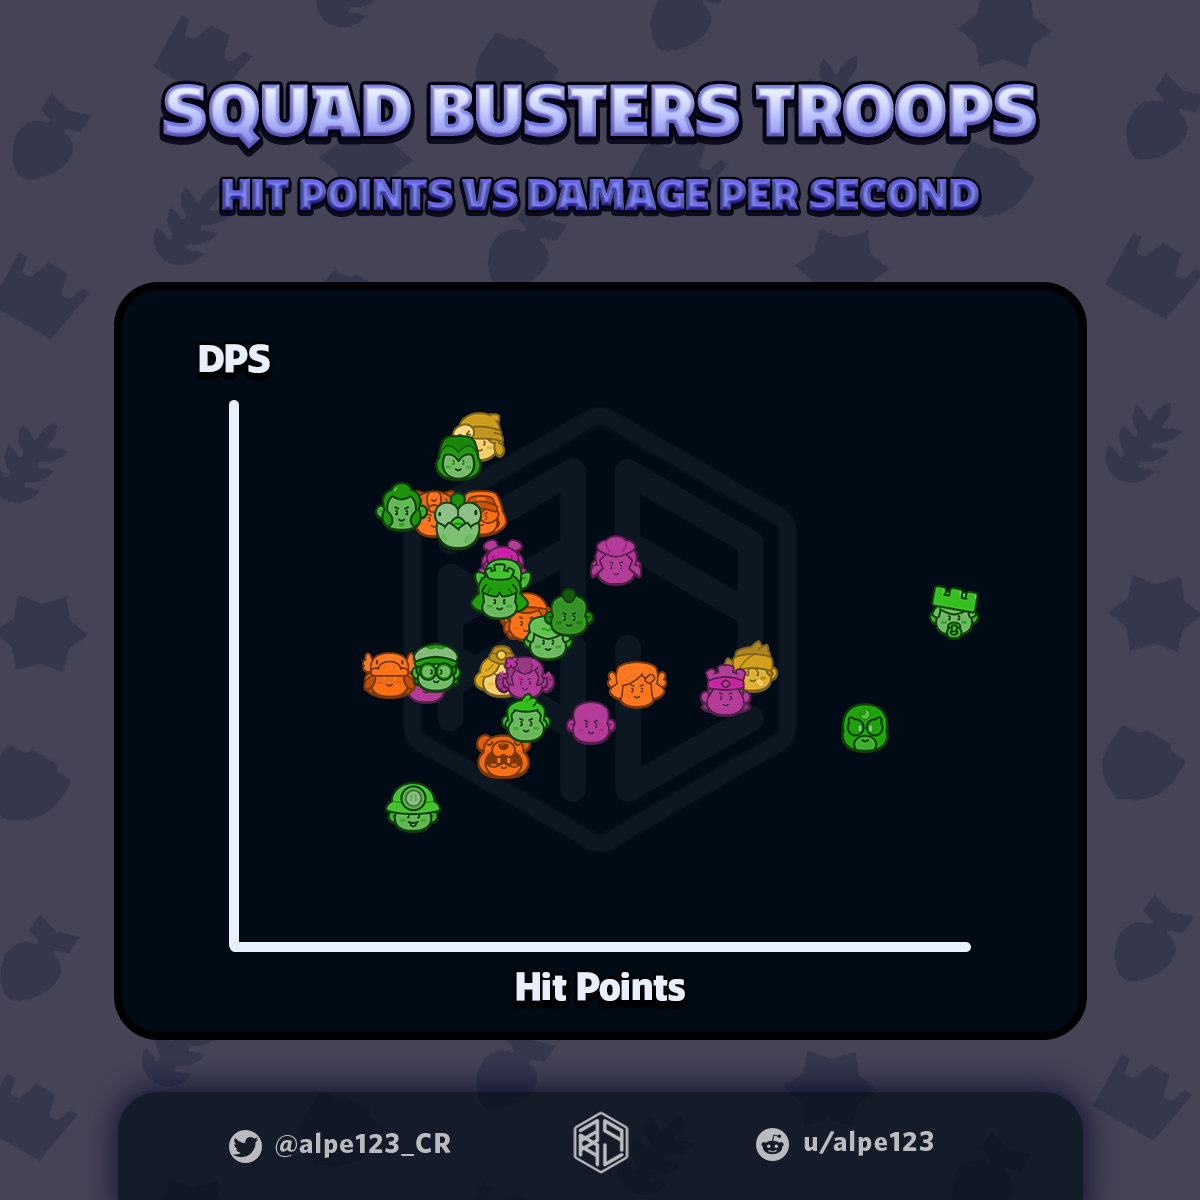 SQUAD BUSTERS TROOPS
HIT POINTS VS DAMAGE PER SECOND
DPS
Hit Points
@alpe123_CR
u/alpe123